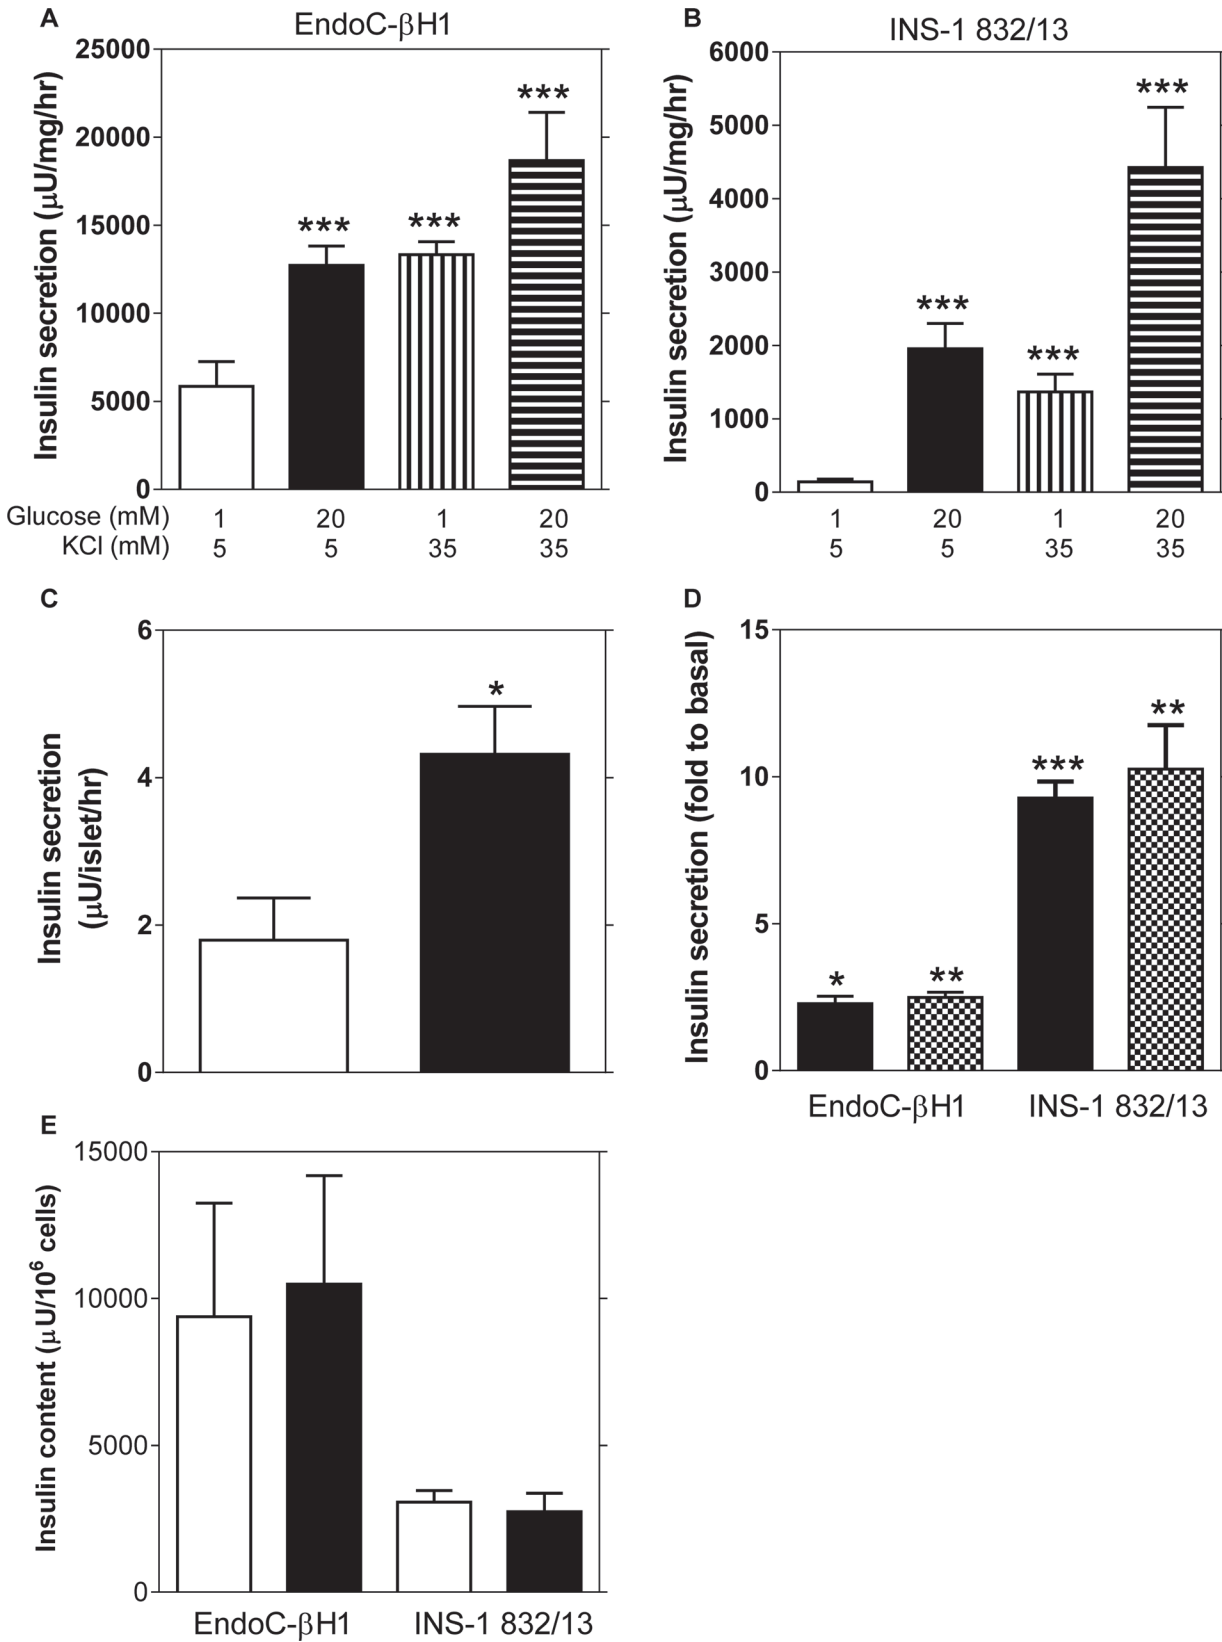 A
EndoC-βH1
25000
20000
15000
10000
5000
0
Insulin secretion (μU/mg/hr)
***
***
***
Glucose (mM) 1 20 1 20
KCl (mM) 5 5 35 35
B
INS-1 832/13
6000
5000
4000
3000
2000
1000
0
Insulin secretion (μU/mg/hr)
***
***
***
1 20 1 20
5 5 35 35
C
6
4
2
0
Insulin secretion
(μU/islet/hr)
*
D
15
10
5
0
Insulin secretion (fold to basal)
*
**
***
**
EndoC-βH1 INS-1 832/13
E
15000
10000
5000
0
Insulin content (μU/10⁶ cells)
EndoC-βH1 INS-1 832/13